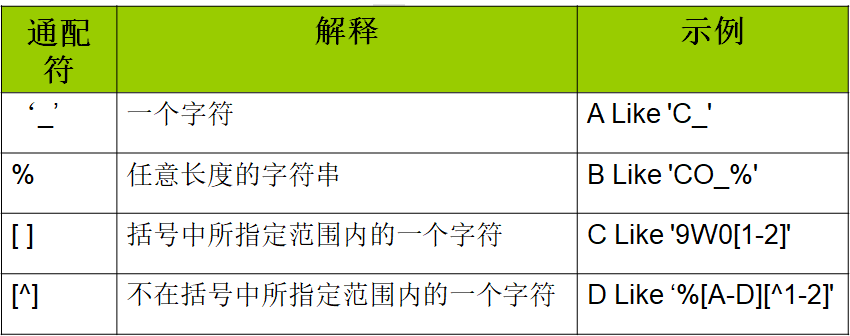 通配
符
解释
示例
‘_’
一个字符
A Like 'C_'
%
任意长度的字符串
B Like 'CO_%'
[ ]
括号中所指定范围内的一个字符
C Like '9W0[1-2]'
[^]
不在括号中所指定范围内的一个字符
D Like ‘%[A-D][^1-2]'